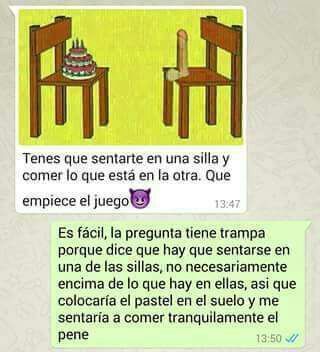 Tenes que sentarte en una silla y
comer lo que está en la otra. Que
empiece el juego😈
13:47
Es fácil, la pregunta tiene trampa
porque dice que hay que sentarse en
una de las sillas, no necesariamente
encima de lo que hay en ellas, asi que
colocaría el pastel en el suelo y me
sentaría a comer tranquilamente el
pene
13:50